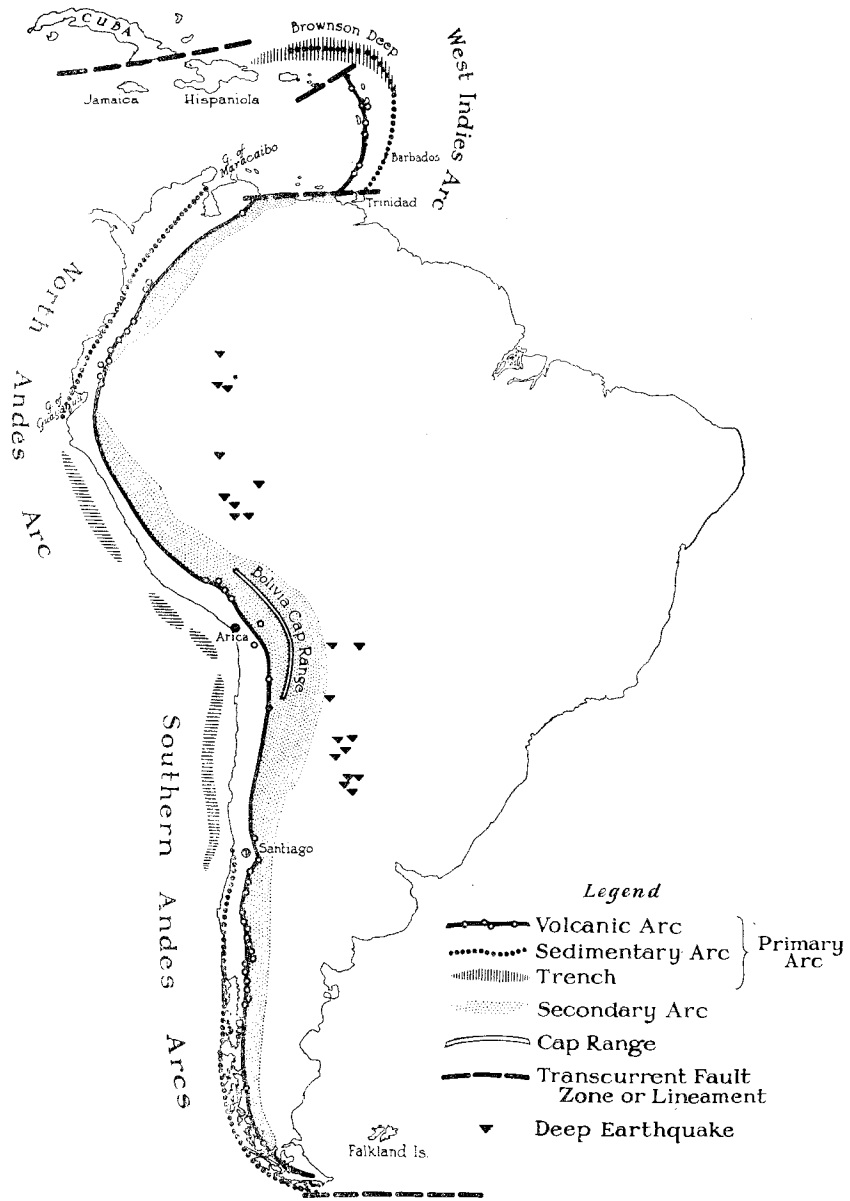 CUBA
Brownson Deep
Jamaica
Hispaniola
West Indies Arc
G. of
Maracaibo
Barbados
Trinidad
North Andes Arc
G. of
Bolivia Cap Range
Arica
Southern Andes Arcs
Santiago
Legend
Volcanic Arc
Sedimentary Arc
Trench
Primary
Arc
Secondary Arc
Cap Range
Transcurrent Fault
Zone or Lineament
Deep Earthquake
Falkland Is.